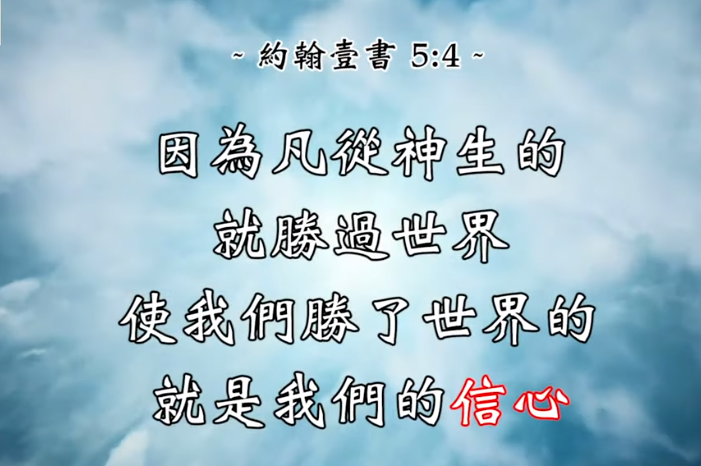 ~ 約翰壹書 5:4 ~
因為凡從神生的
就勝過世界
使我們勝了世界的
就是我們的信心